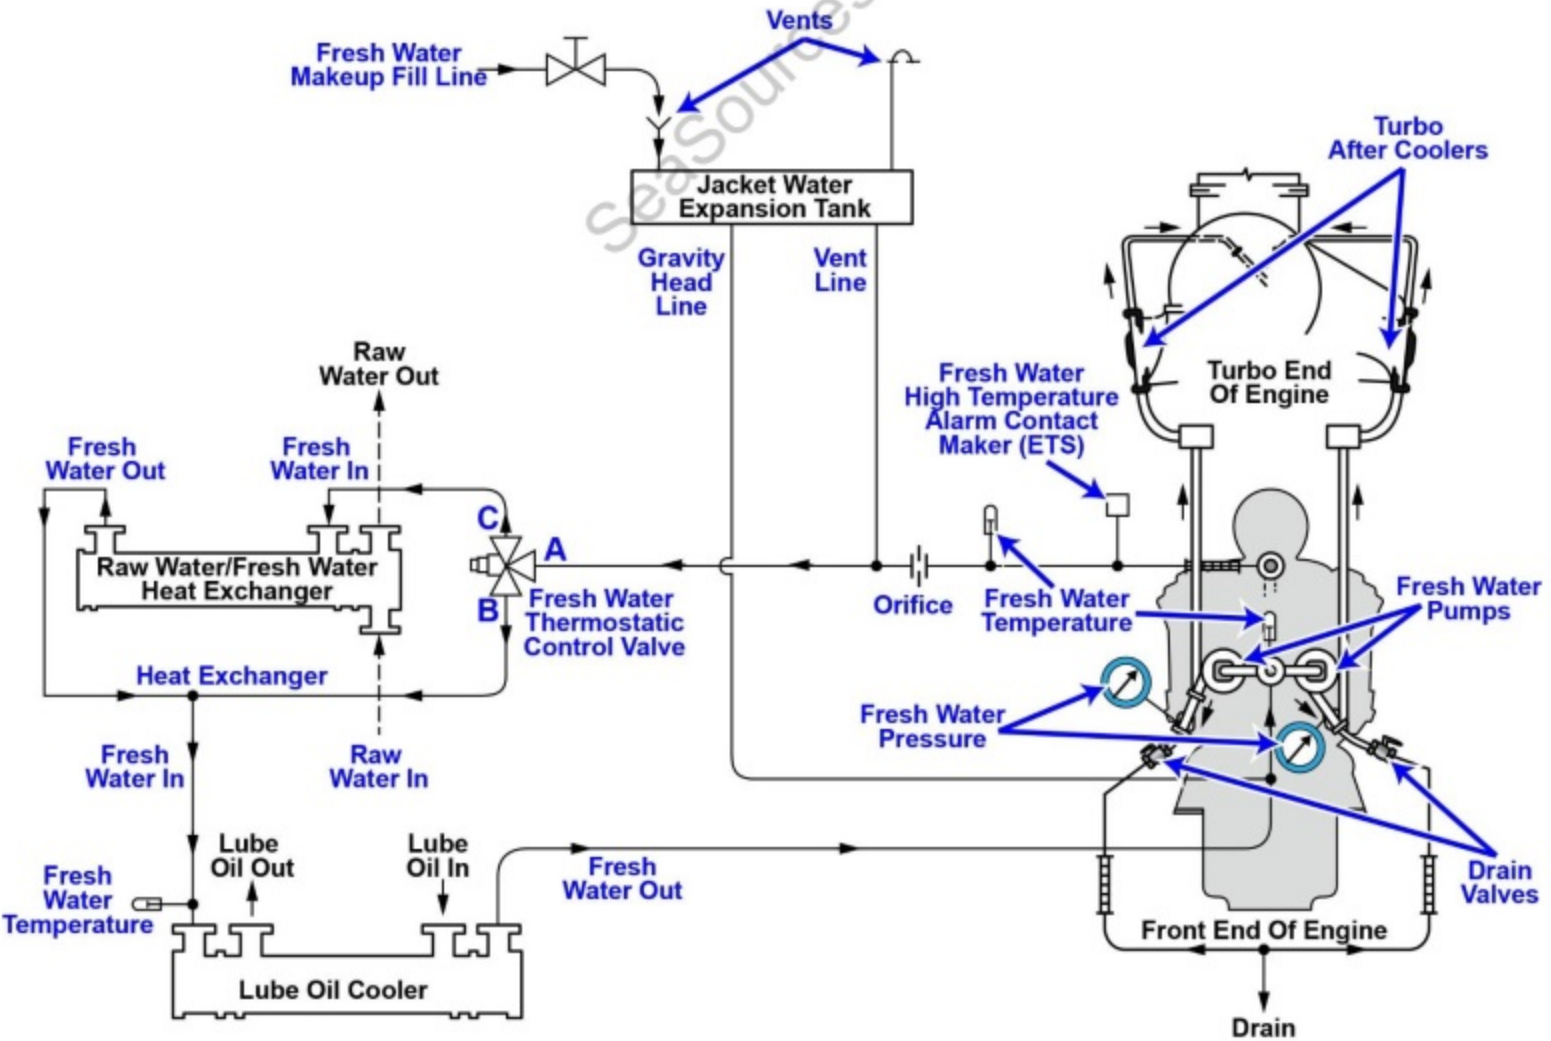 Vents
Fresh Water
Makeup Fill Line
SeaSources
Turbo
After Coolers
Jacket Water
Expansion Tank
Gravity
Head
Line
Vent
Line
Raw
Water Out
Fresh Water
High Temperature
Alarm Contact
Maker (ETS)
Turbo End
Of Engine
Fresh
Water Out
Fresh
Water In
C
A
B
Raw Water/Fresh Water
Heat Exchanger
Fresh Water
Thermostatic
Control Valve
Orifice
Fresh Water
Temperature
Fresh Water
Pumps
Heat Exchanger
Fresh Water
Pressure
Fresh
Water In
Raw
Water In
Lube
Oil Out
Lube
Oil In
Fresh
Water Out
Fresh
Water
Temperature
Drain
Valves
Front End Of Engine
Lube Oil Cooler
Drain